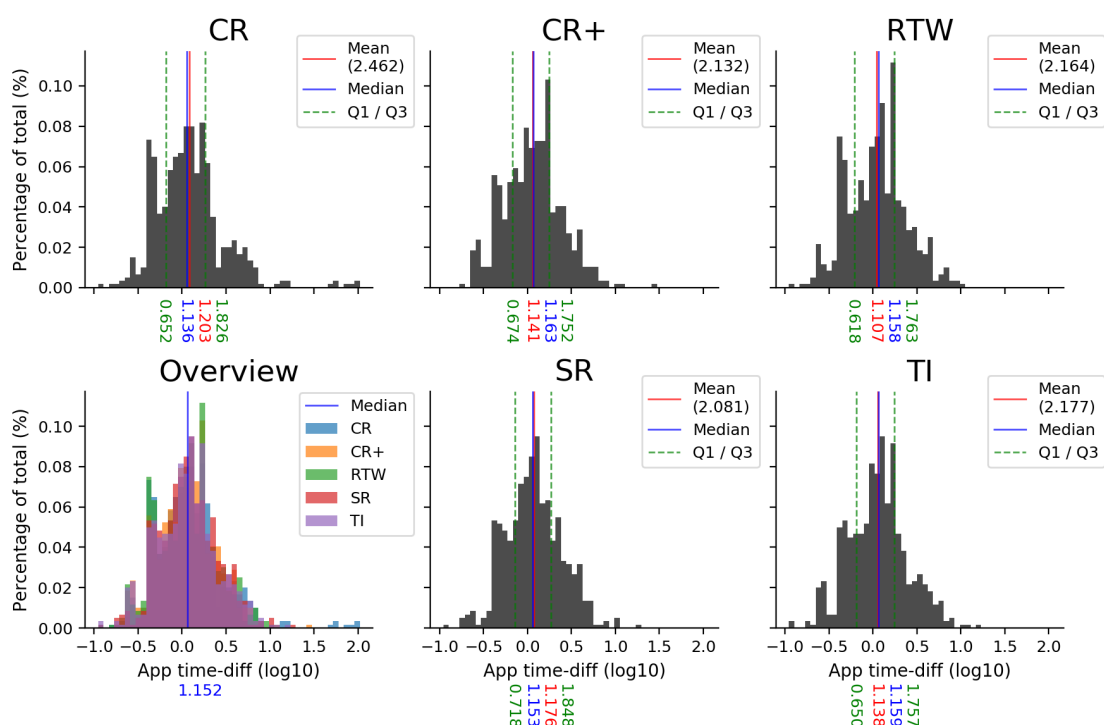 CR
CR+
RTW
Mean
(2.462)
Median
Q1 / Q3
Mean
(2.132)
Median
Q1 / Q3
Mean
(2.164)
Median
Q1 / Q3
Percentage of total (%)
0.10
0.08
0.06
0.04
0.02
0.00
0.652
1.136
1.203
1.826
0.674
1.141
1.163
1.752
0.618
1.107
1.158
1.763
Overview
SR
TI
Median
CR
CR+
RTW
SR
TI
Mean
(2.081)
Median
Q1 / Q3
Mean
(2.177)
Median
Q1 / Q3
Percentage of total (%)
0.10
0.08
0.06
0.04
0.02
0.00
−1.0 −0.5 0.0 0.5 1.0 1.5 2.0
−1.0 −0.5 0.0 0.5 1.0 1.5 2.0
−1.0 −0.5 0.0 0.5 1.0 1.5 2.0
App time-diff (log10)
App time-diff (log10)
App time-diff (log10)
1.152
0.718
1.153
1.176
1.848
0.650
1.138
1.159
1.757